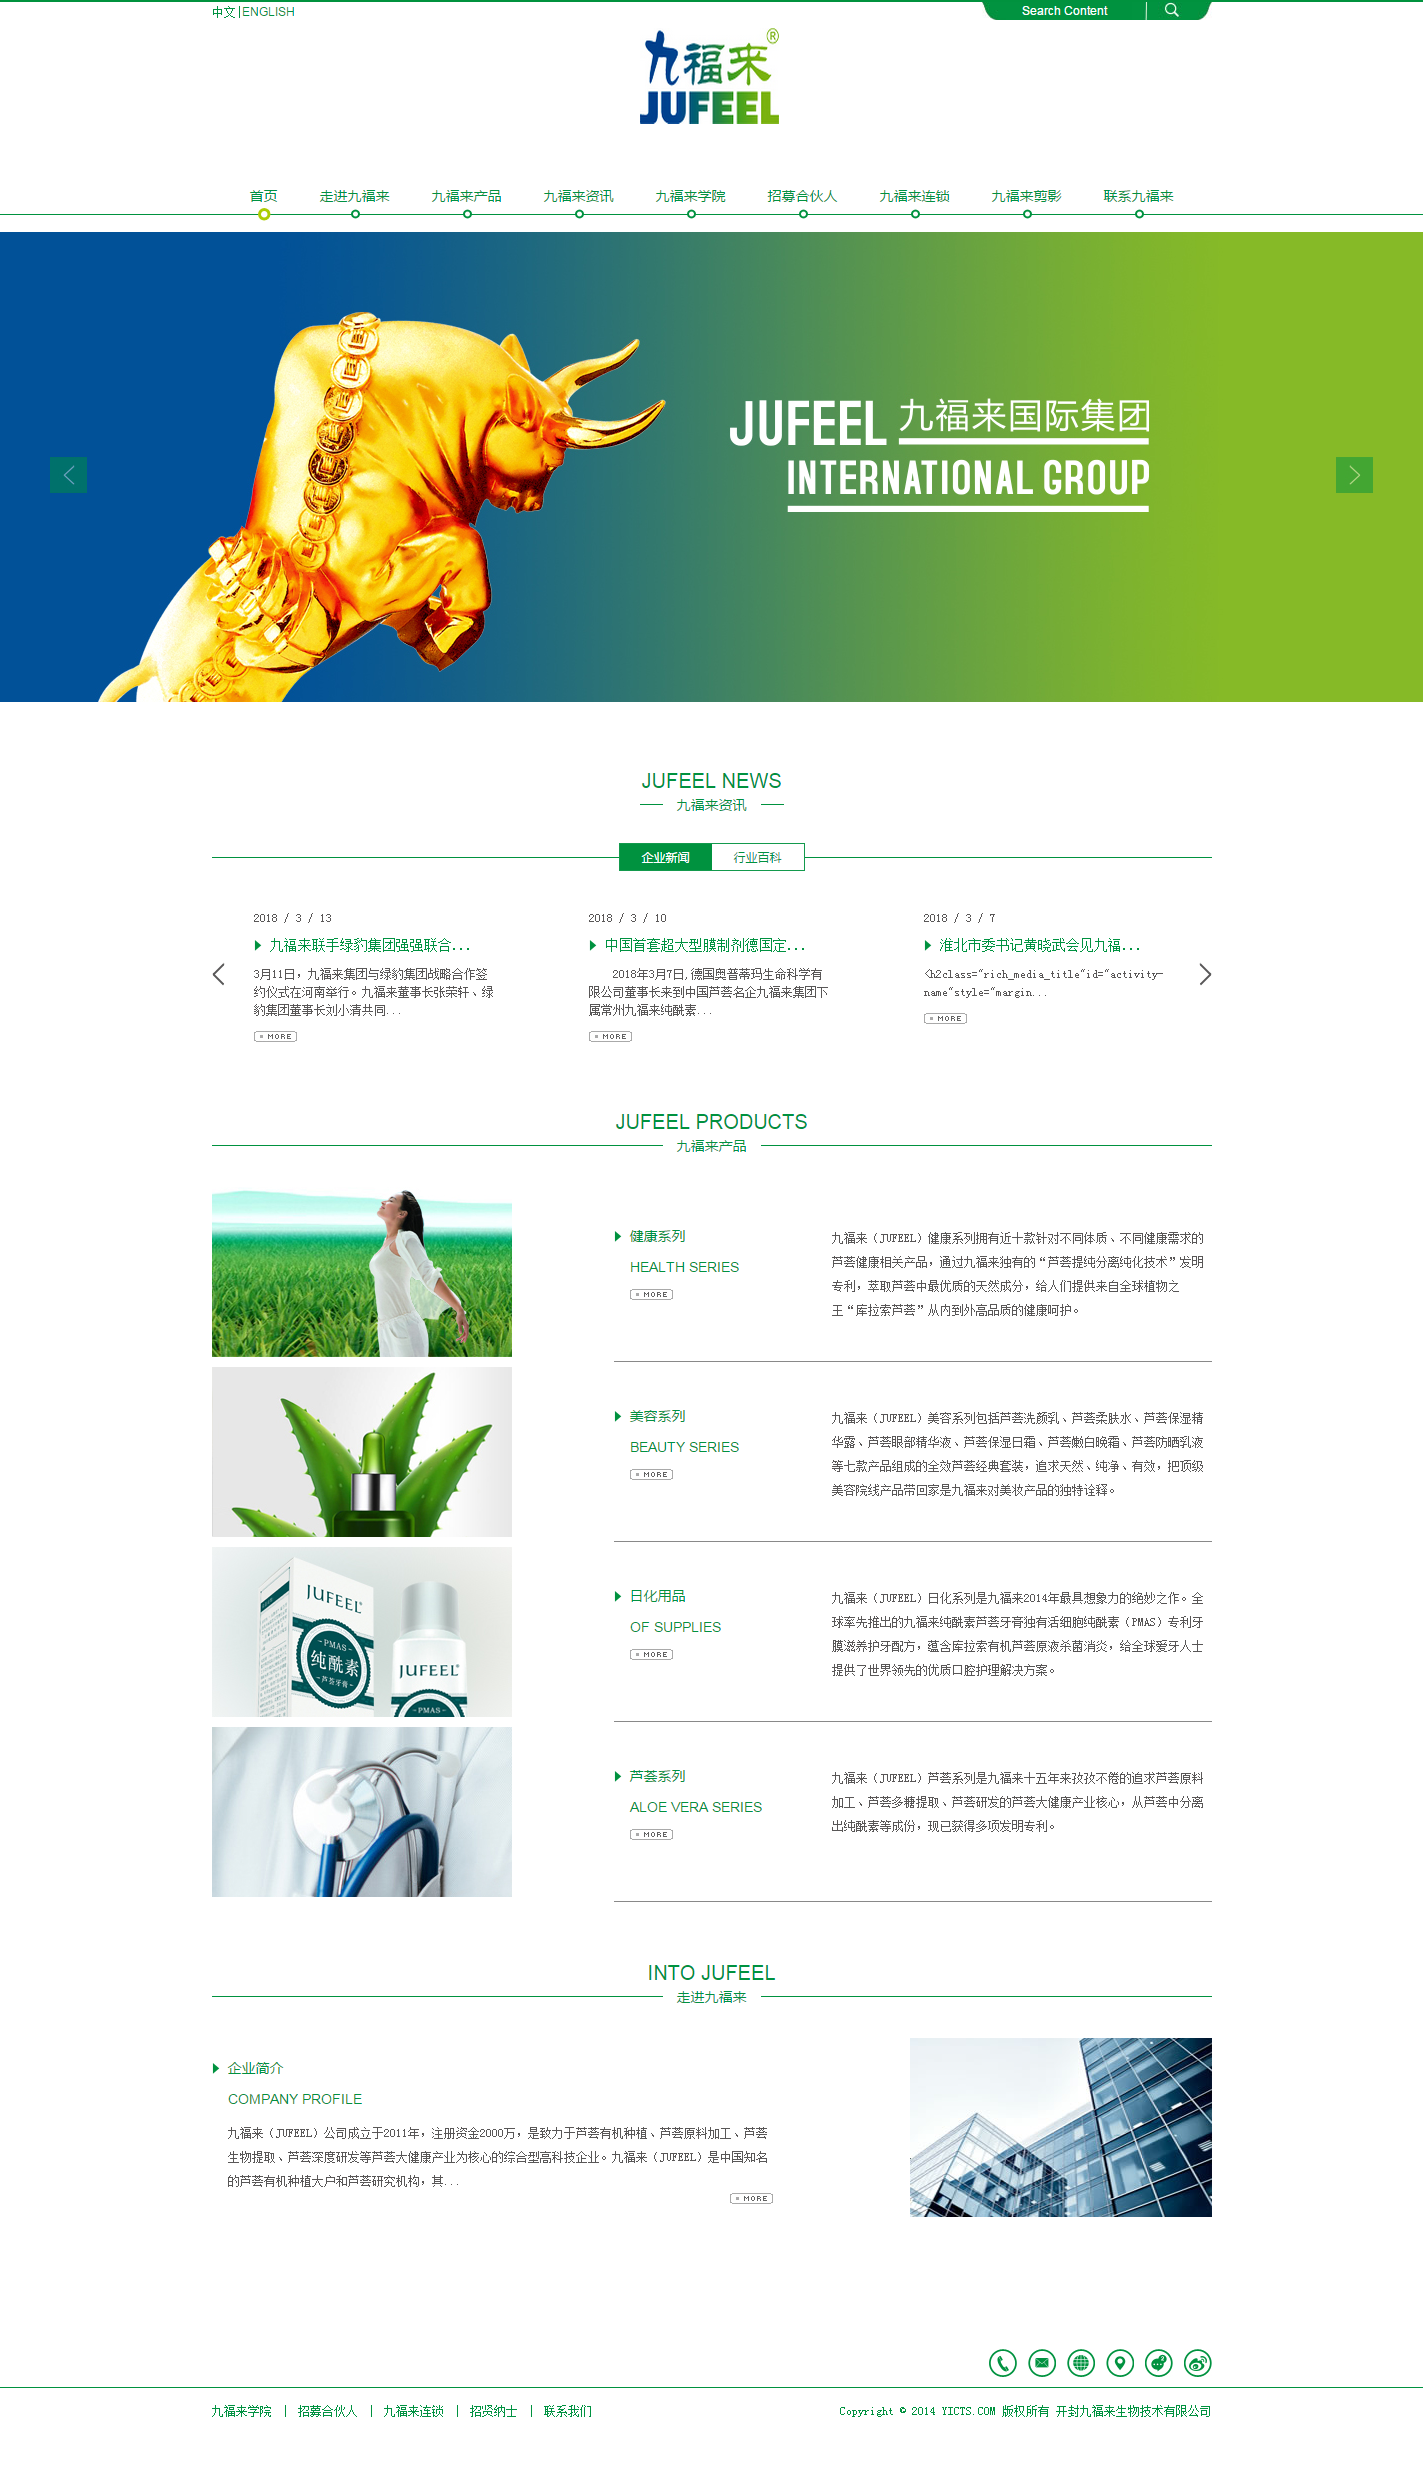 中文 | ENGLISH
Search Content
九福来®
JUFEEL
首页 走进九福来 九福来产品 九福来资讯 九福来学院 招募合伙人 九福来连锁 九福来剪影 联系九福来
JUFEEL 九福来国际集团
INTERNATIONAL GROUP
JUFEEL NEWS
九福来资讯
企业新闻 行业百科
2018 / 3 / 13
九福来联手绿豹集团强强联合...
3月11日，九福来集团与绿豹集团战略合作签
约仪式在河南举行。九福来董事长张荣轩、绿
豹集团董事长刘小清共同...
MORE
2018 / 3 / 10
中国首套超大型膜制剂德国定...
2018年3月7日,德国奥普蒂玛生命科学有
限公司董事长来到中国芦荟名企九福来集团下
属常州九福来纯酰素...
MORE
2018 / 3 / 7
淮北市委书记黄晓武会见九福...
<h2class="rich_media_title"id="activity-
name"style="margin...
MORE
JUFEEL PRODUCTS
九福来产品
健康系列
HEALTH SERIES
MORE
九福来（JUFEEL）健康系列拥有近十款针对不同体质、不同健康需求的
芦荟健康相关产品，通过九福来独有的“芦荟提纯分离纯化技术”发明
专利，萃取芦荟中最优质的天然成分，给人们提供来自全球植物之
王“库拉索芦荟”从内到外高品质的健康呵护。
美容系列
BEAUTY SERIES
MORE
九福来（JUFEEL）美容系列包括芦荟洗颜乳、芦荟柔肤水、芦荟保湿精
华露、芦荟眼部精华液、芦荟保湿日霜、芦荟嫩白晚霜、芦荟防晒乳液
等七款产品组成的全效芦荟经典套装，追求天然、纯净、有效，把顶级
美容院线产品带回家是九福来对美妆产品的独特诠释。
JUFEEL
PMAS
纯酰素
芦荟牙膏
JUFEEL
PMAS
日化用品
OF SUPPLIES
MORE
九福来（JUFEEL）日化系列是九福来2014年最具想象力的绝妙之作。全
球率先推出的九福来纯酰素芦荟牙膏独有活细胞纯酰素（PMAS）专利牙
膜滋养护牙配方，蕴含库拉索有机芦荟原液杀菌消炎，给全球爱牙人士
提供了世界领先的优质口腔护理解决方案。
芦荟系列
ALOE VERA SERIES
MORE
九福来（JUFEEL）芦荟系列是九福来十五年来孜孜不倦的追求芦荟原料
加工、芦荟多糖提取、芦荟研发的芦荟大健康产业核心，从芦荟中分离
出纯酰素等成份，现已获得多项发明专利。
INTO JUFEEL
走进九福来
企业简介
COMPANY PROFILE
九福来（JUFEEL）公司成立于2011年，注册资金2000万，是致力于芦荟有机种植、芦荟原料加工、芦荟
生物提取、芦荟深度研发等芦荟大健康产业为核心的综合型高科技企业。九福来（JUFEEL）是中国知名
的芦荟有机种植大户和芦荟研究机构，其...
MORE
九福来学院 | 招募合伙人 | 九福来连锁 | 招贤纳士 | 联系我们
Copyright © 2014 YICTS.COM 版权所有 开封九福来生物技术有限公司